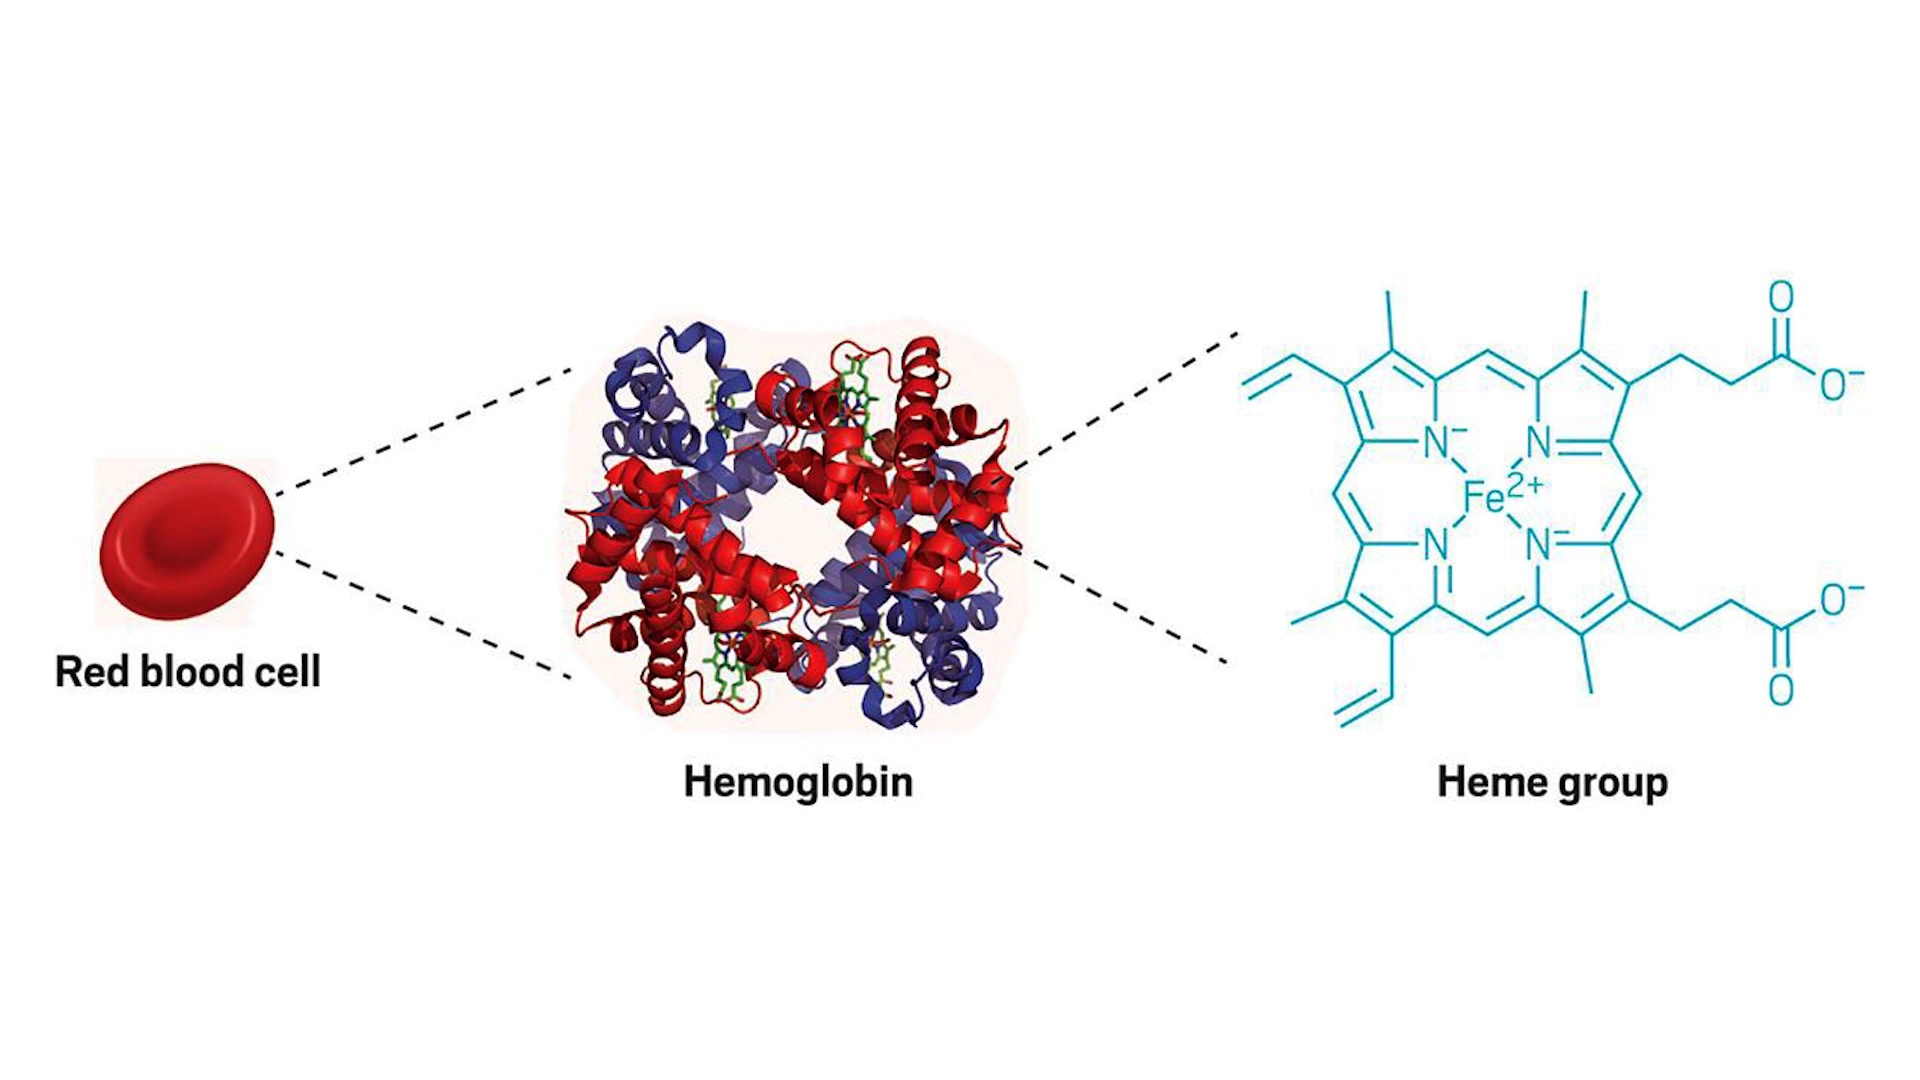 Red blood cell
Hemoglobin
Heme group
O
O⁻
N⁻
N
Fe²⁺
N
N⁻
O⁻
O